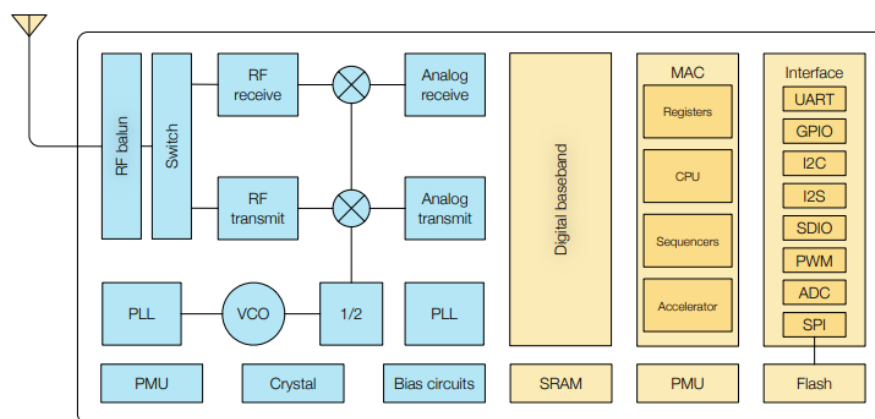 RF balun
Switch
RF
receive
Analog
receive
RF
transmit
Analog
transmit
PLL
VCO
1/2
PLL
PMU
Crystal
Bias circuits
Digital baseband
SRAM
MAC
Registers
CPU
Sequencers
Accelerator
PMU
Interface
UART
GPIO
I2C
I2S
SDIO
PWM
ADC
SPI
Flash